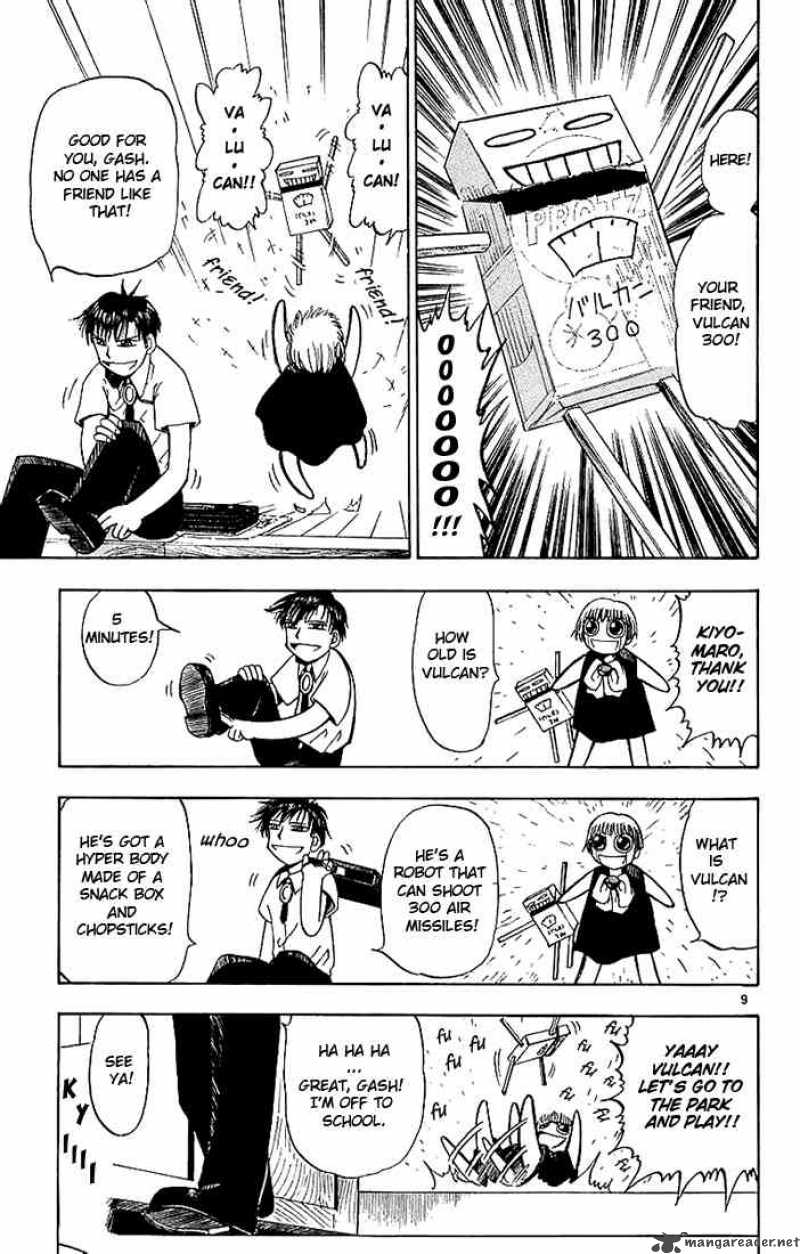 HERE!
YOUR
FRIEND,
VULCAN
300!
PROTZ
バルカン
300
OOOOOOO!!!
VA
·
LU
·
CAN!
VA
·
LU
·
CAN!!
friend!
friend!
GOOD FOR
YOU, GASH.
NO ONE HAS A
FRIEND LIKE
THAT!
KIYO-
MARO,
THANK
YOU!!
HOW
OLD IS
VULCAN?
5
MINUTES!
WHAT
IS
VULCAN
!?
HE'S A
ROBOT THAT
CAN SHOOT
300 AIR
MISSILES!
whoo
HE'S GOT A
HYPER BODY
MADE OF A
SNACK BOX
AND
CHOPSTICKS!
9
YAAAY
VULCAN!!
LET'S GO TO
THE PARK
AND PLAY!!
fu
fu
fu
fu
fu
fu
HA HA HA
...
GREAT, GASH!
I'M OFF TO
SCHOOL.
SEE
YA!
KYIIII
mangareader.net